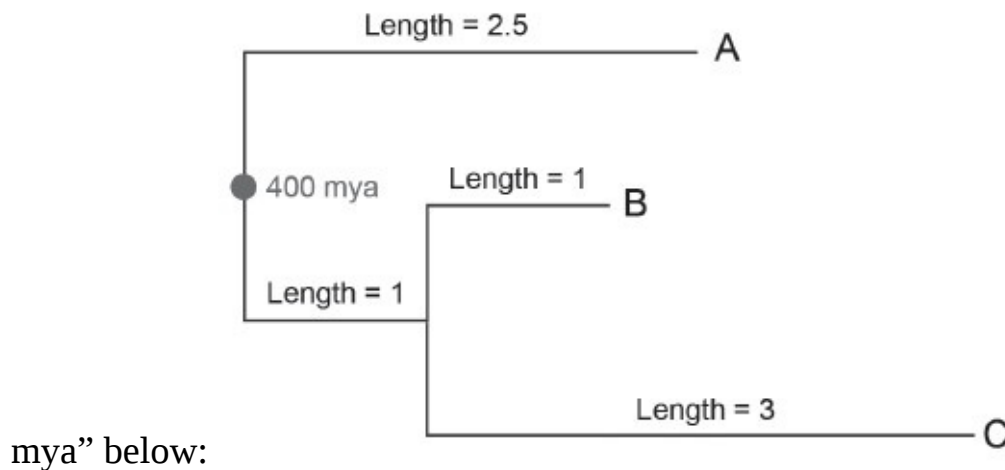 Length = 2.5
A
400 mya
Length = 1
B
Length = 1
Length = 3
C
mya” below: